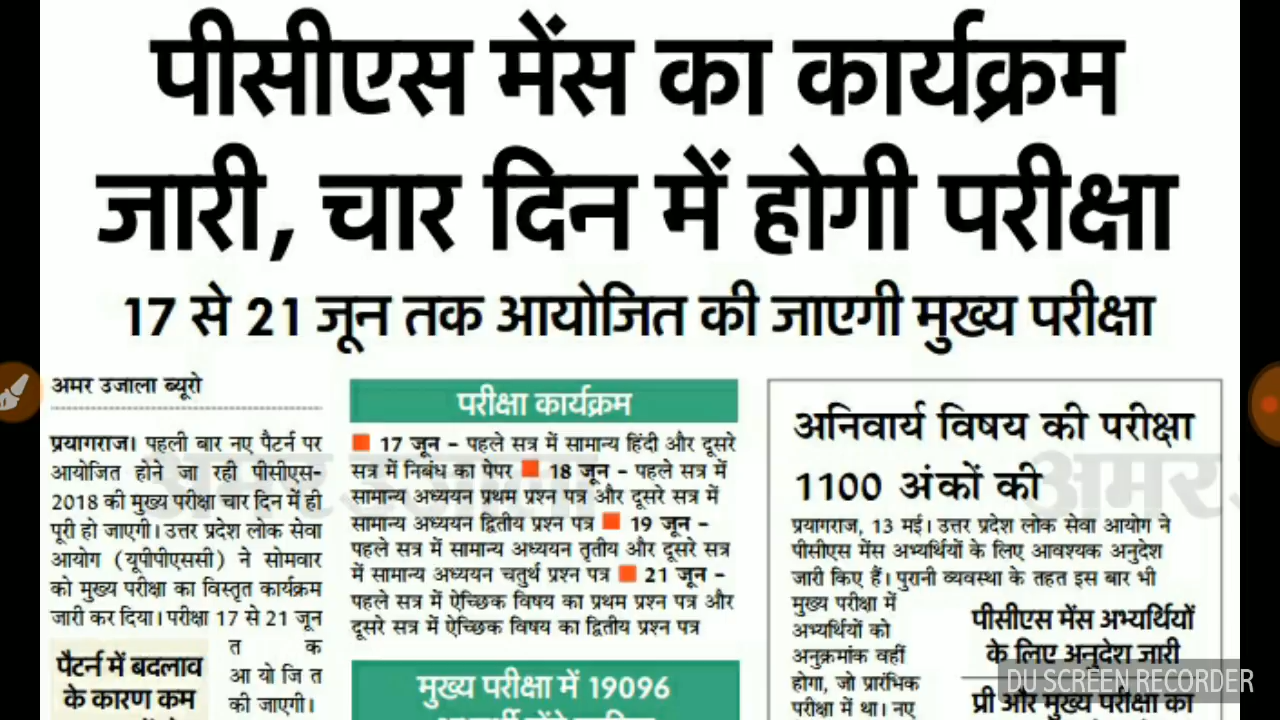 पीसीएस मेंस का कार्यक्रम
जारी, चार दिन में होगी परीक्षा
17 से 21 जून तक आयोजित की जाएगी मुख्य परीक्षा
अमर उजाला ब्यूरो
प्रयागराज। पहली बार नए पैटर्न पर
आयोजित होने जा रही पीसीएस-
2018 की मुख्य परीक्षा चार दिन में ही
पूरी हो जाएगी। उत्तर प्रदेश लोक सेवा
आयोग (यूपीपीएससी) ने सोमवार
को मुख्य परीक्षा का विस्तृत कार्यक्रम
जारी कर दिया। परीक्षा 17 से 21 जून
त क
आ यो जि त
की जाएगी।
पैटर्न में बदलाव
के कारण कम
परीक्षा कार्यक्रम
17 जून – पहले सत्र में सामान्य हिंदी और दूसरे
सत्र में निबंध का पेपर 18 जून – पहले सत्र में
सामान्य अध्ययन प्रथम प्रश्न पत्र और दूसरे सत्र में
सामान्य अध्ययन द्वितीय प्रश्न पत्र 19 जून –
पहले सत्र में सामान्य अध्ययन तृतीय और दूसरे सत्र
में सामान्य अध्ययन चतुर्थ प्रश्न पत्र 21 जून –
पहले सत्र में ऐच्छिक विषय का प्रथम प्रश्न पत्र और
दूसरे सत्र में ऐच्छिक विषय का द्वितीय प्रश्न पत्र
मुख्य परीक्षा में 19096
अनिवार्य विषय की परीक्षा
1100 अंकों की
प्रयागराज, 13 मई। उत्तर प्रदेश लोक सेवा आयोग ने
पीसीएस मेंस अभ्यर्थियों के लिए आवश्यक अनुदेश
जारी किए हैं। पुरानी व्यवस्था के तहत इस बार भी
मुख्य परीक्षा में
अभ्यर्थियों को
अनुक्रमांक वहीं
होगा, जो प्रारंभिक
परीक्षा में था। नए
पीसीएस मेंस अभ्यर्थियों
के लिए अनुदेश जारी
प्री और मुख्य परीक्षा का
अमर उजाला
अमर
DU SCREEN RECORDER